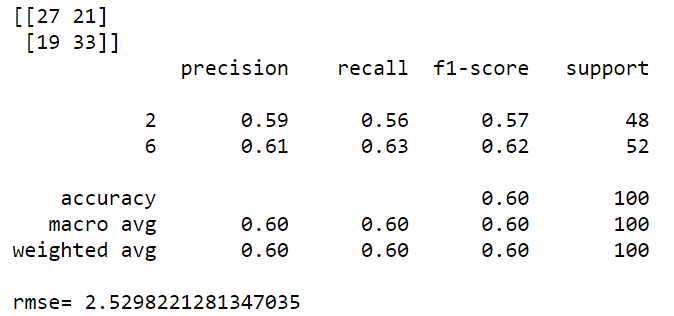 [[27 21]
[19 33]]
precision recall f1-score support
2 0.59 0.56 0.57 48
6 0.61 0.63 0.62 52
accuracy 0.60 100
macro avg 0.60 0.60 0.60 100
weighted avg 0.60 0.60 0.60 100
rmse= 2.5298221281347035